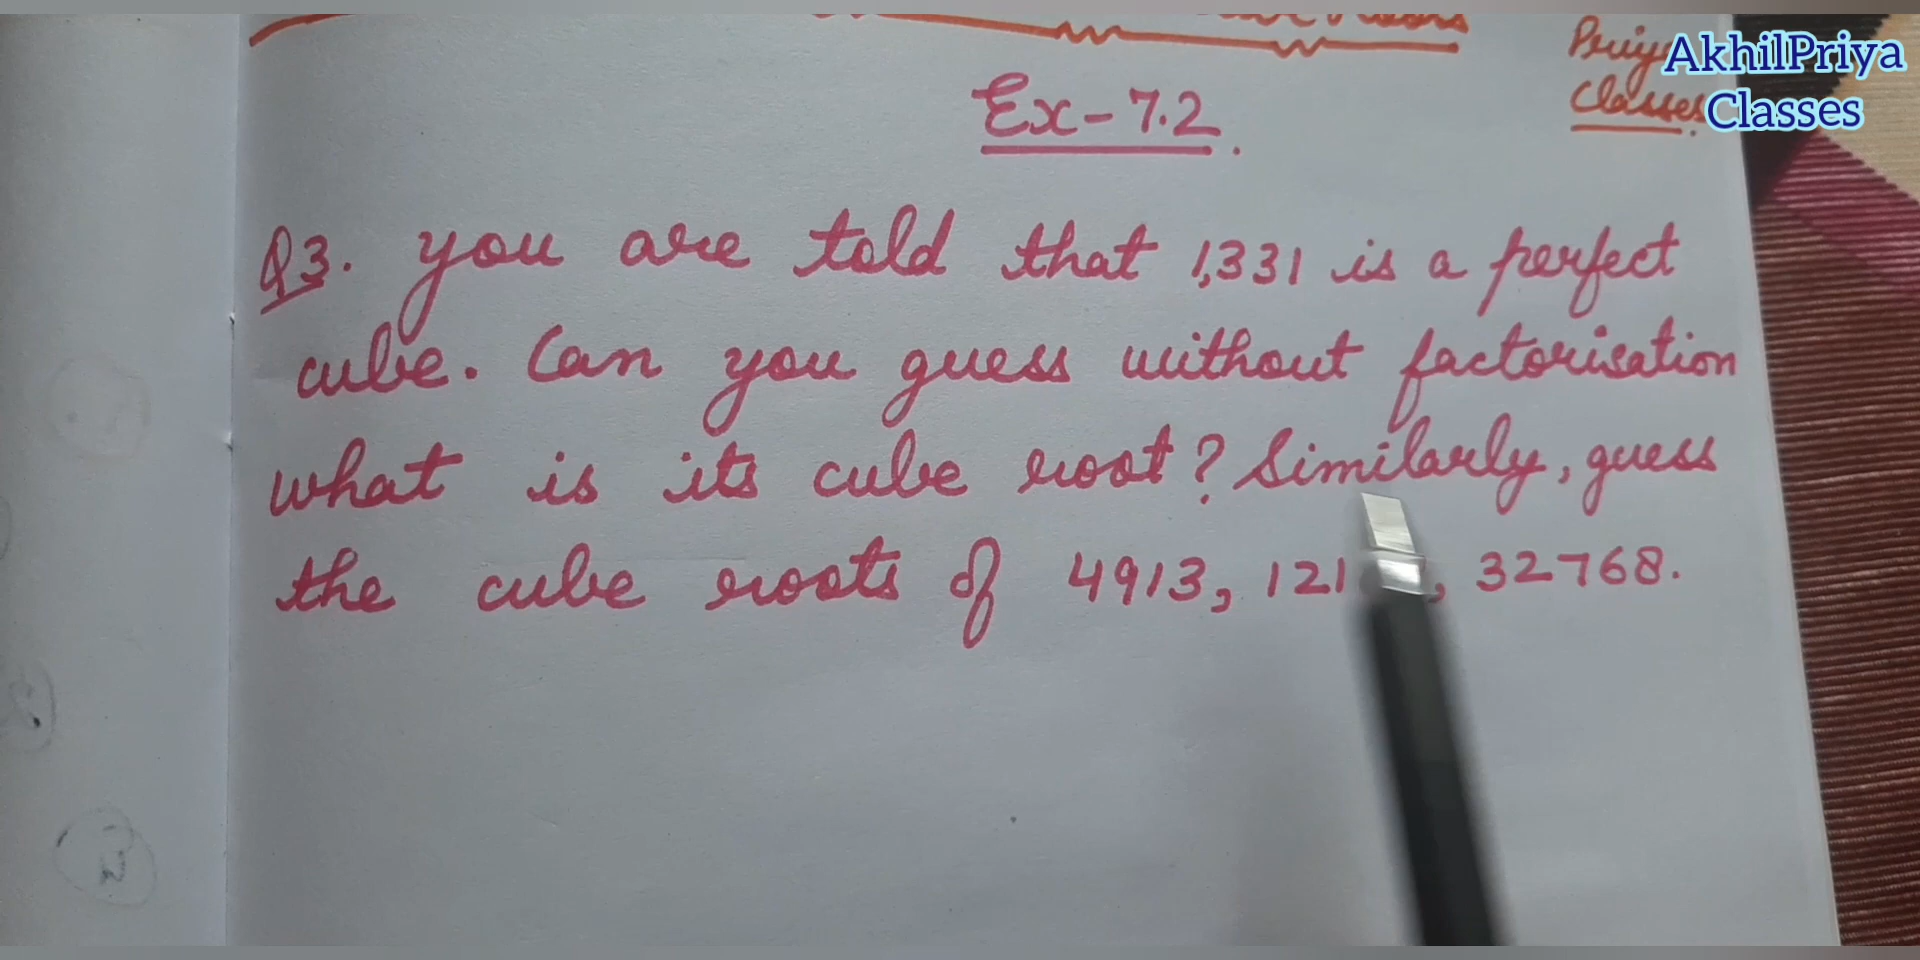 Priya
AkhilPriya
Classes
Classes
Ex-7.2.
Q3. you are told that 1,331 is a perfect
cube. Can you guess without factorisation
what is its cube root? Similarly, guess
the cube roots of 4913, 121 , 32768.